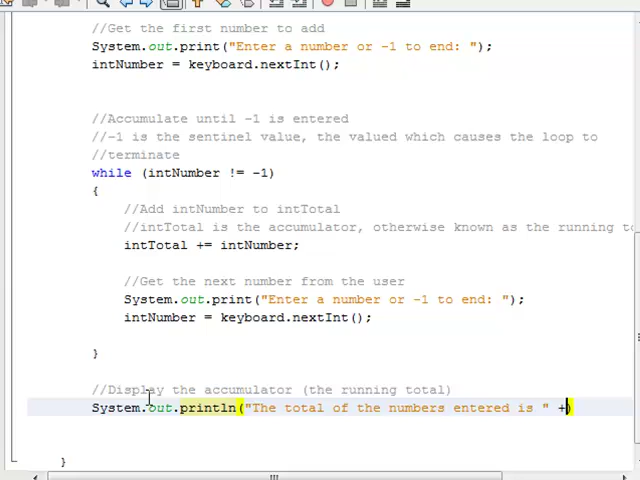 //Get the first number to add
System.out.print("Enter a number or -1 to end: ");
intNumber = keyboard.nextInt();
//Accumulate until -1 is entered
//-1 is the sentinel value, the valued which causes the loop to
//terminate
while (intNumber != -1)
{
//Add intNumber to intTotal
//intTotal is the accumulator, otherwise known as the running to
intTotal += intNumber;
//Get the next number from the user
System.out.print("Enter a number or -1 to end: ");
intNumber = keyboard.nextInt();
}
//Display the accumulator (the running total)
System.out.println("The total of the numbers entered is " +)
}